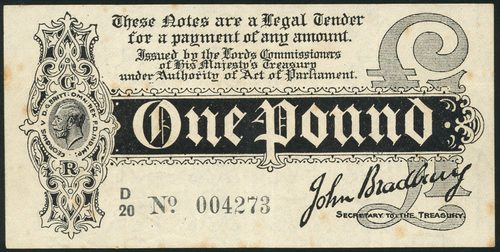 These Notes are a Legal Tender
for a payment of any amount.
Issued by the Lords Commissioners
of His Majesty's Treasury
under Authority of Act of Parliament.
£
G
R
One Pound
D/20 No. 004273
John Bradbury
£1
SECRETARY TO THE TREASURY.